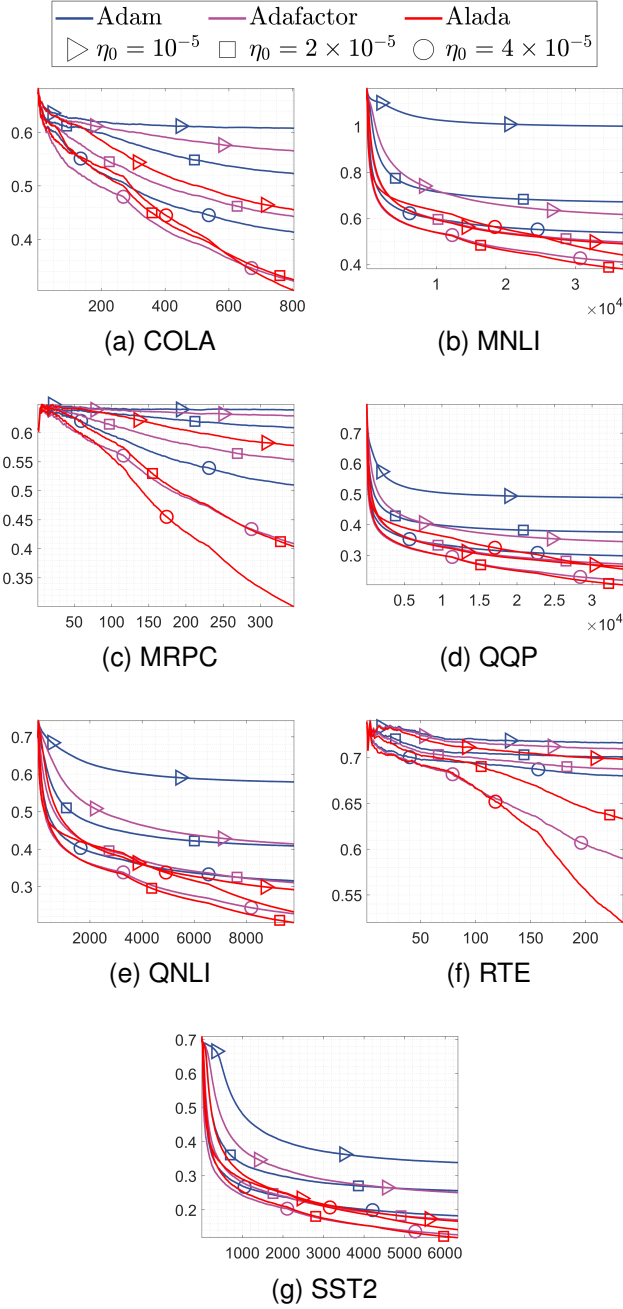 Adam Adafactor Alada
η₀ = 10⁻⁵ η₀ = 2 × 10⁻⁵ η₀ = 4 × 10⁻⁵
0.6
0.5
0.4
200 400 600 800
(a) COLA
1
0.8
0.6
0.4
1 2 3
×10⁴
(b) MNLI
0.6
0.55
0.5
0.45
0.4
0.35
50 100 150 200 250 300
(c) MRPC
0.7
0.6
0.5
0.4
0.3
0.5 1 1.5 2 2.5 3
×10⁴
(d) QQP
0.7
0.6
0.5
0.4
0.3
2000 4000 6000 8000
(e) QNLI
0.7
0.65
0.6
0.55
50 100 150 200
(f) RTE
0.7
0.6
0.5
0.4
0.3
0.2
1000 2000 3000 4000 5000 6000
(g) SST2